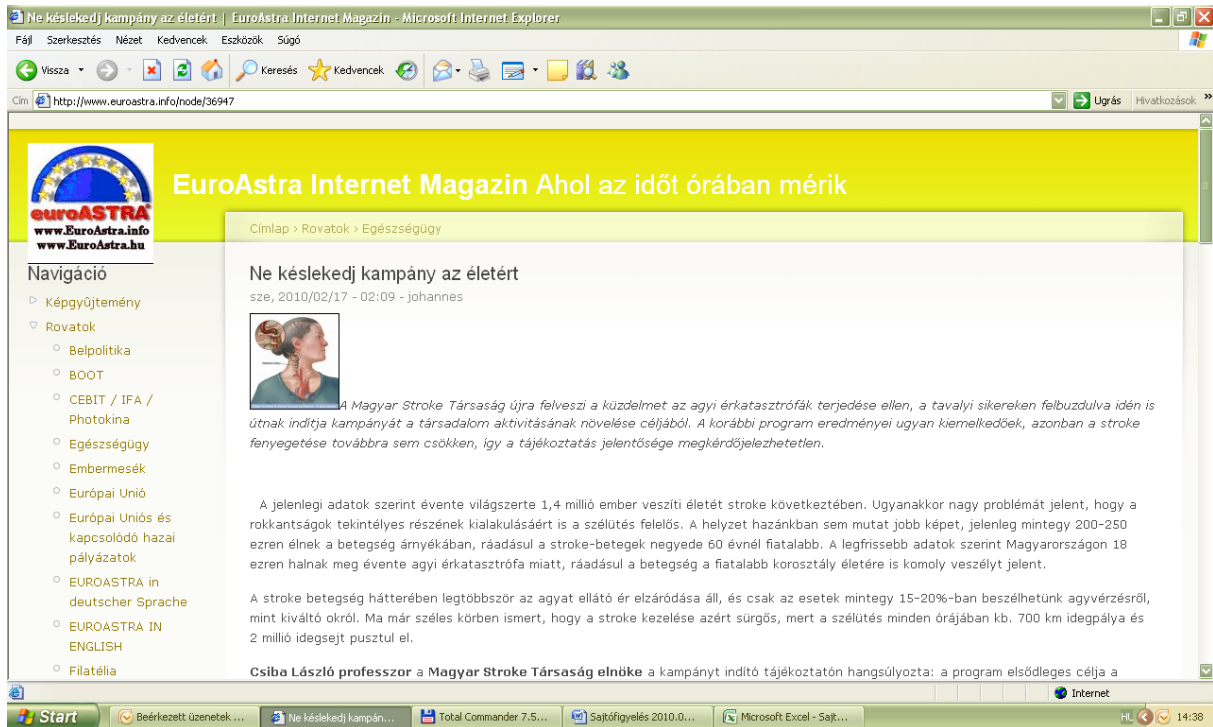 Ne késlekedj kampány az életért | EuroAstra Internet Magazin - Microsoft Internet Explorer
Fájl Szerkesztés Nézet Kedvencek Eszközök Súgó
Vissza Keresés Kedvencek
Cím http://www.euroastra.info/node/36947 Ugrás Hivatkozások »
euroASTRA
www.EuroAstra.info
www.EuroAstra.hu
EuroAstra Internet Magazin Ahol az időt órában mérik
Címlap › Rovatok › Egészségügy
Navigáció
Képgyûjtemény
Rovatok
Belpolitika
BOOT
CEBIT / IFA /
Photokina
Egészségügy
Embermesék
Európai Unió
Európai Uniós és
kapcsolódó hazai
pályázatok
EUROASTRA in
deutscher Sprache
EUROASTRA IN
ENGLISH
Filatélia
Ne késlekedj kampány az életért
sze, 2010/02/17 - 02:09 - johannes
A Magyar Stroke Társaság újra felveszi a küzdelmet az agyi érkatasztrófák terjedése ellen, a tavalyi sikereken felbuzdulva idén is
útnak indítja kampányát a társadalom aktivitásának növelése céljából. A korábbi program eredményei ugyan kiemelkedőek, azonban a stroke
fenyegetése továbbra sem csökken, így a tájékoztatás jelentősége megkérdőjelezhetetlen.
A jelenlegi adatok szerint évente világszerte 1,4 millió ember veszíti életét stroke következtében. Ugyanakkor nagy problémát jelent, hogy a
rokkantságok tekintélyes részének kialakulásáért is a szélütés felelős. A helyzet hazánkban sem mutat jobb képet, jelenleg mintegy 200-250
ezren élnek a betegség árnyékában, ráadásul a stroke-betegek negyede 60 évnél fiatalabb. A legfrissebb adatok szerint Magyarországon 18
ezren halnak meg évente agyi érkatasztrófa miatt, ráadásul a betegség a fiatalabb korosztály életére is komoly veszélyt jelent.
A stroke betegség hátterében legtöbbször az agyat ellátó ér elzáródása áll, és csak az esetek mintegy 15-20%-ban beszélhetünk agyvérzésről,
mint kiváltó okról. Ma már széles körben ismert, hogy a stroke kezelése azért sürgős, mert a szélütés minden órájában kb. 700 km idegpálya és
2 millió idegsejt pusztul el.
Csiba László professzor a Magyar Stroke Társaság elnöke a kampányt indító tájékoztatón hangsúlyozta: a program elsődleges célja a
Internet
Start Beérkezett üzenetek ... Ne késlekedj kampán... Total Commander 7.5... Sajtófigyelés 2010.0... Microsoft Excel - Sajt... HU 14:38